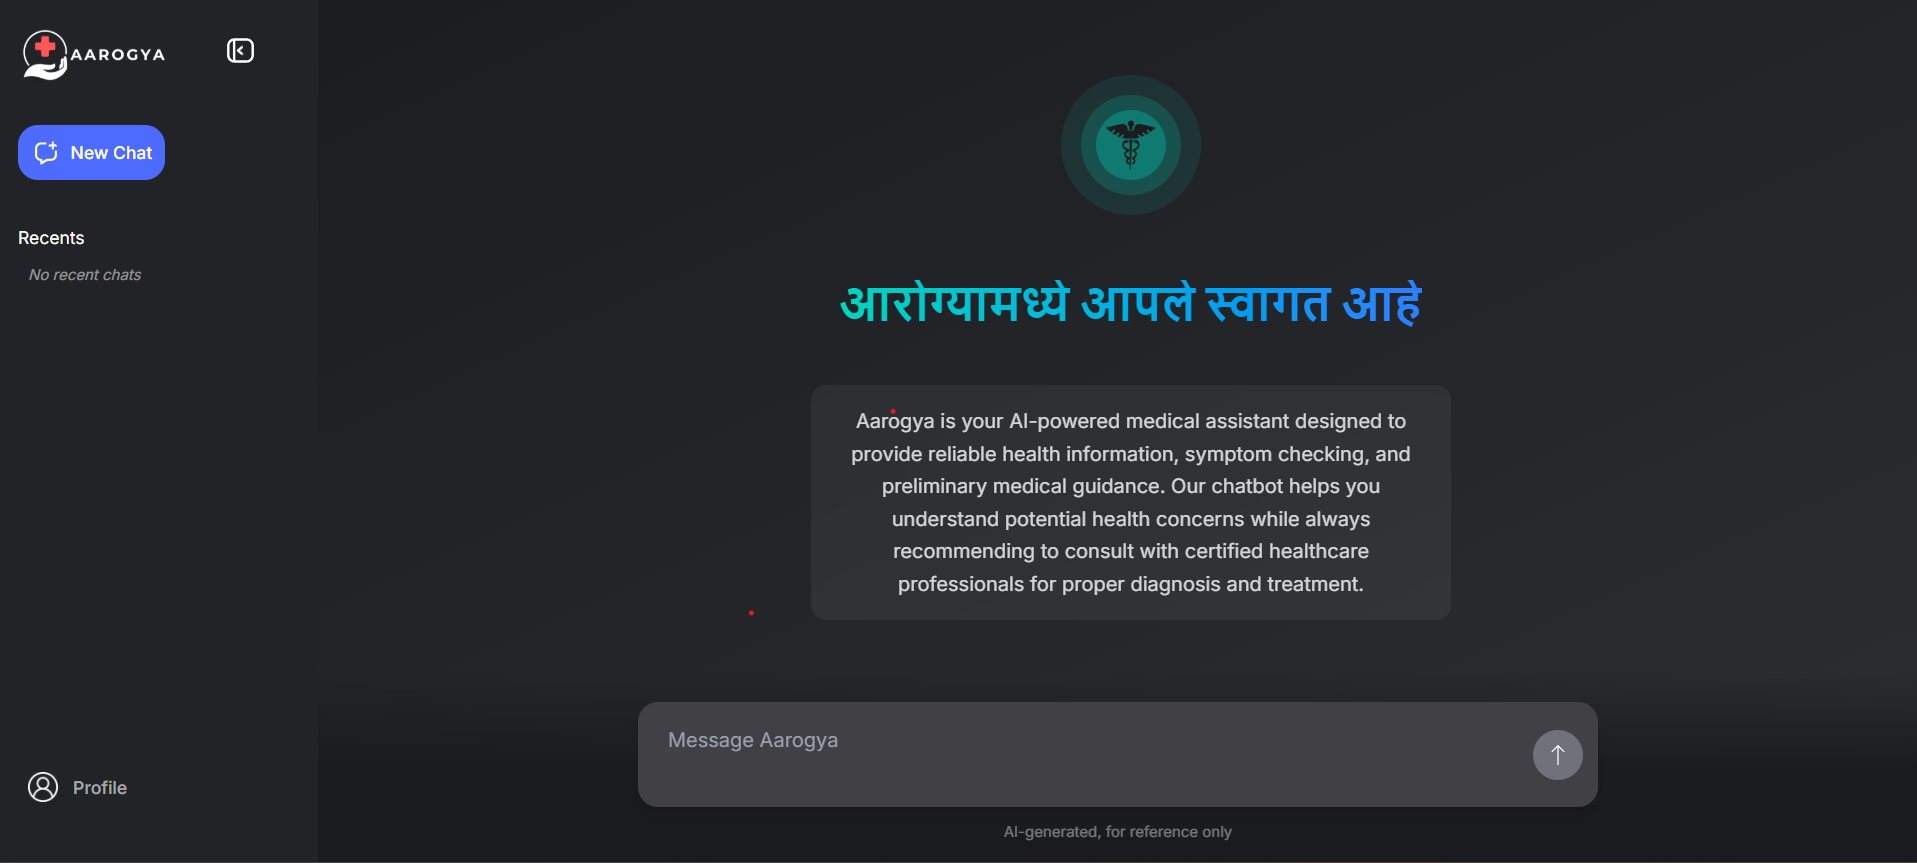 AAROGYA
New Chat
Recents
No recent chats
Profile
आरोग्यामध्ये आपले स्वागत आहे
Aarogya is your AI-powered medical assistant designed to
provide reliable health information, symptom checking, and
preliminary medical guidance. Our chatbot helps you
understand potential health concerns while always
recommending to consult with certified healthcare
professionals for proper diagnosis and treatment.
Message Aarogya
AI-generated, for reference only